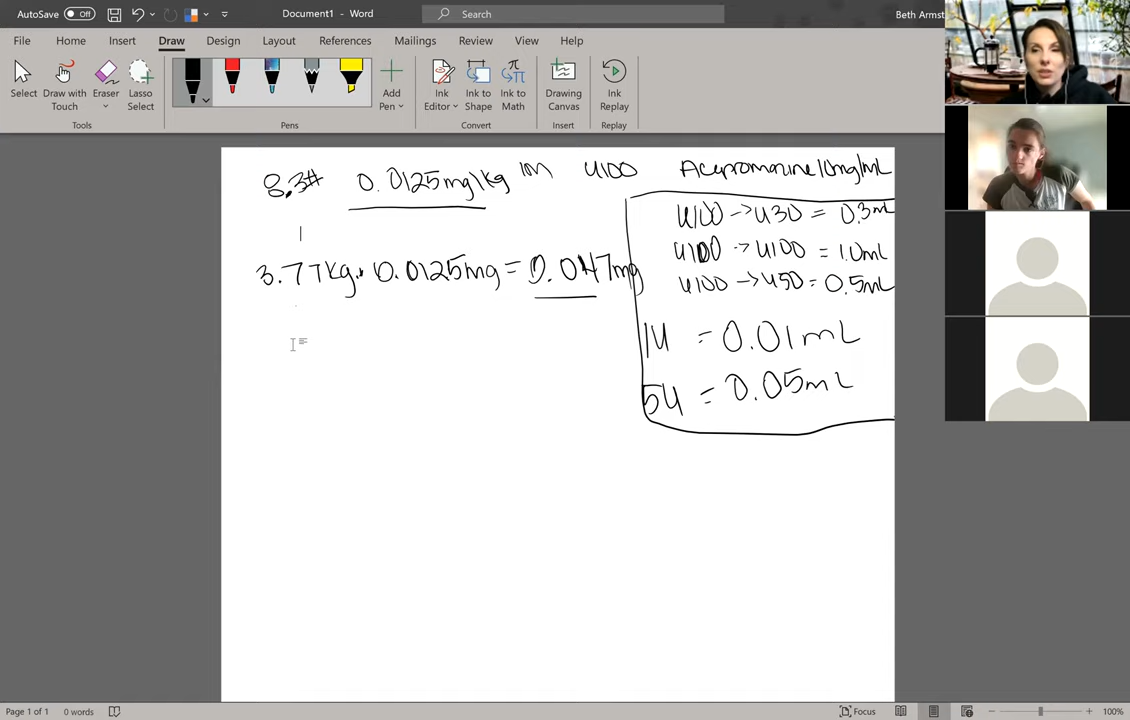 AutoSave Off Document1 - Word Search Beth Armst
File Home Insert Draw Design Layout References Mailings Review View Help
Select Draw with Touch Eraser Lasso Select Add Pen Ink Editor Ink to Shape Ink to Math Drawing Canvas Ink Replay
Tools Pens Convert Insert Replay
8.3# 0.0125mg/kg IM U100 Acepromazine 10mg/mL
U100 → U30 = 0.3mL
U100 → U100 = 1.0mL
U100 → U50 = 0.5mL
3.77kg · 0.0125mg = 0.047mg
1U = 0.01mL
5U = 0.05mL
Page 1 of 1 0 words Focus 100%